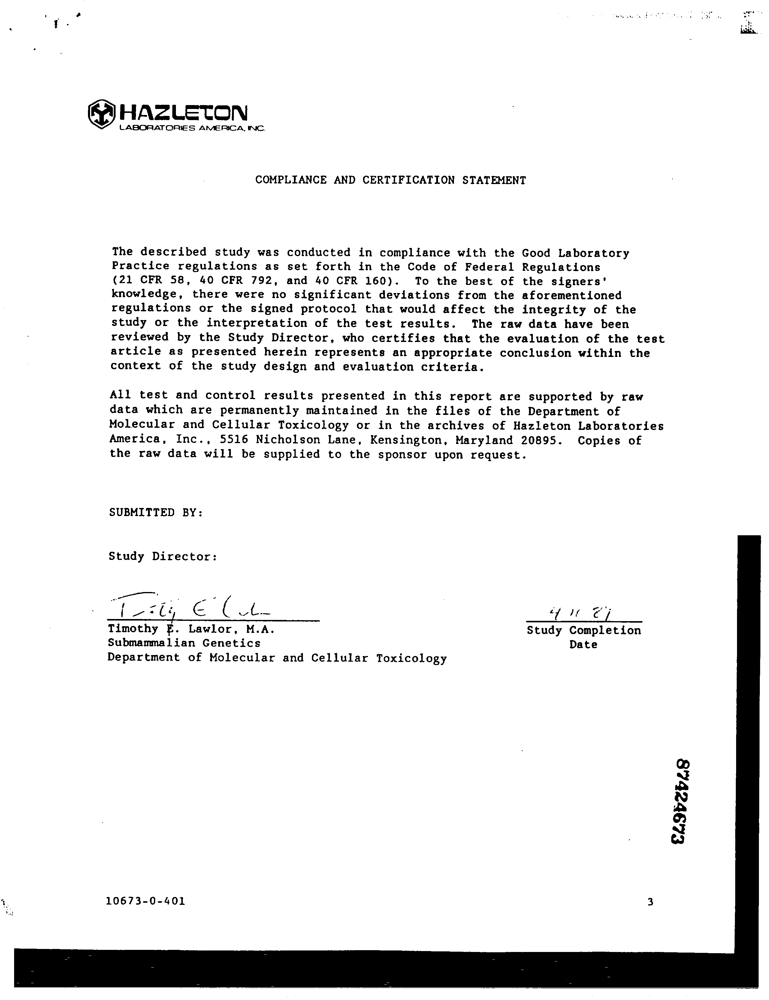 HAZLETON
LABORATORIES AMERICA, INC.
COMPLIANCE AND CERTIFICATION STATEMENT
The described study was conducted in compliance with the Good Laboratory
Practice regulations as set forth in the Code of Federal Regulations
(21 CFR 58, 40 CFR 792, and 40 CFR 160). To the best of the signers'
knowledge, there were no significant deviations from the aforementioned
regulations or the signed protocol that would affect the integrity of the
study or the interpretation of the test results. The raw data have been
reviewed by the Study Director, who certifies that the evaluation of the test
article as presented herein represents an appropriate conclusion within the
context of the study design and evaluation criteria.
All test and control results presented in this report are supported by raw
data which are permanently maintained in the files of the Department of
Molecular and Cellular Toxicology or in the archives of Hazleton Laboratories
America, Inc., 5516 Nicholson Lane, Kensington, Maryland 20895. Copies of
the raw data will be supplied to the sponsor upon request.
SUBMITTED BY:
Study Director:
Timothy E. Lawlor, M.A.
Submammalian Genetics
Department of Molecular and Cellular Toxicology
Study Completion
Date
87424673
10673-0-401
3